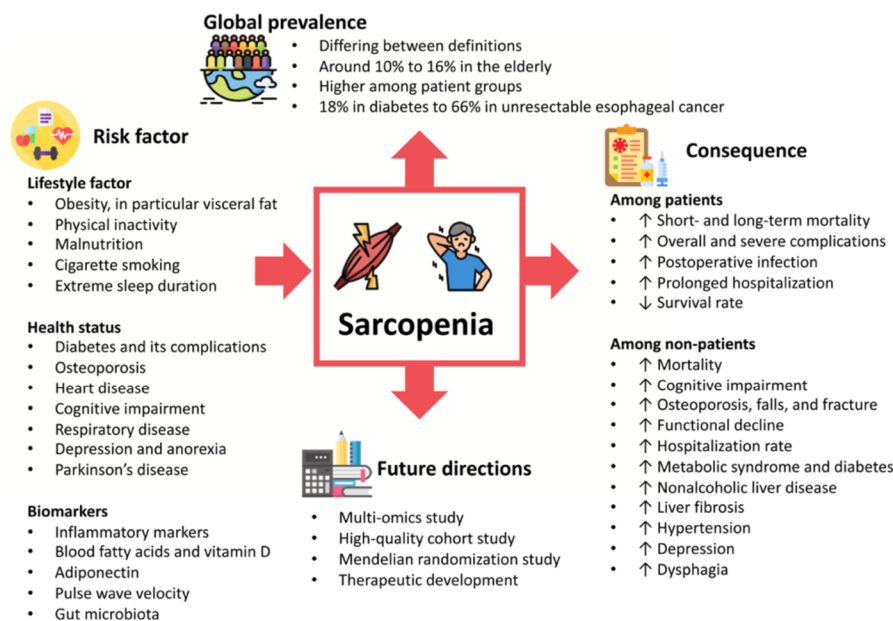 Global prevalence
• Differing between definitions
• Around 10% to 16% in the elderly
• Higher among patient groups
• 18% in diabetes to 66% in unresectable esophageal cancer
Risk factor
Lifestyle factor
• Obesity, in particular visceral fat
• Physical inactivity
• Malnutrition
• Cigarette smoking
• Extreme sleep duration
Health status
• Diabetes and its complications
• Osteoporosis
• Heart disease
• Cognitive impairment
• Respiratory disease
• Depression and anorexia
• Parkinson's disease
Biomarkers
• Inflammatory markers
• Blood fatty acids and vitamin D
• Adiponectin
• Pulse wave velocity
• Gut microbiota
Sarcopenia
Future directions
• Multi-omics study
• High-quality cohort study
• Mendelian randomization study
• Therapeutic development
Consequence
Among patients
• ↑ Short- and long-term mortality
• ↑ Overall and severe complications
• ↑ Postoperative infection
• ↑ Prolonged hospitalization
• ↓ Survival rate
Among non-patients
• ↑ Mortality
• ↑ Cognitive impairment
• ↑ Osteoporosis, falls, and fracture
• ↑ Functional decline
• ↑ Hospitalization rate
• ↑ Metabolic syndrome and diabetes
• ↑ Nonalcoholic liver disease
• ↑ Liver fibrosis
• ↑ Hypertension
• ↑ Depression
• ↑ Dysphagia